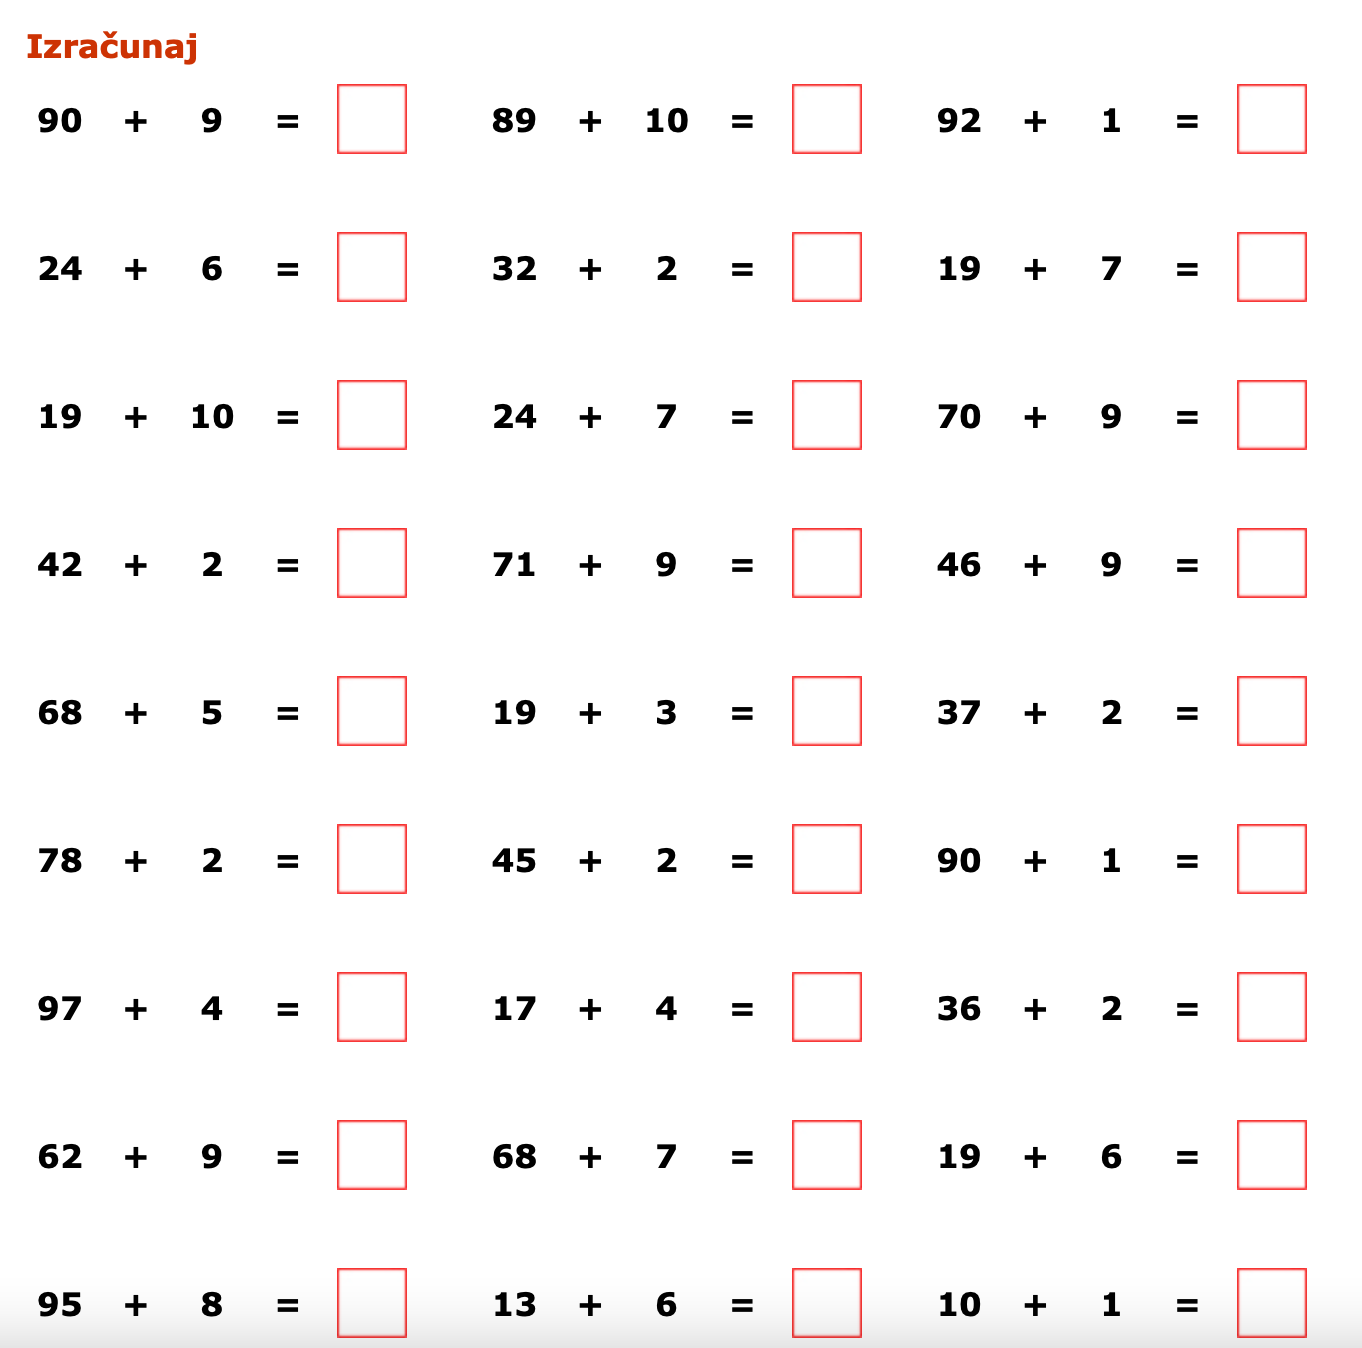 Izračunaj
90 + 9 = 89 + 10 = 92 + 1 =
24 + 6 = 32 + 2 = 19 + 7 =
19 + 10 = 24 + 7 = 70 + 9 =
42 + 2 = 71 + 9 = 46 + 9 =
68 + 5 = 19 + 3 = 37 + 2 =
78 + 2 = 45 + 2 = 90 + 1 =
97 + 4 = 17 + 4 = 36 + 2 =
62 + 9 = 68 + 7 = 19 + 6 =
95 + 8 = 13 + 6 = 10 + 1 =